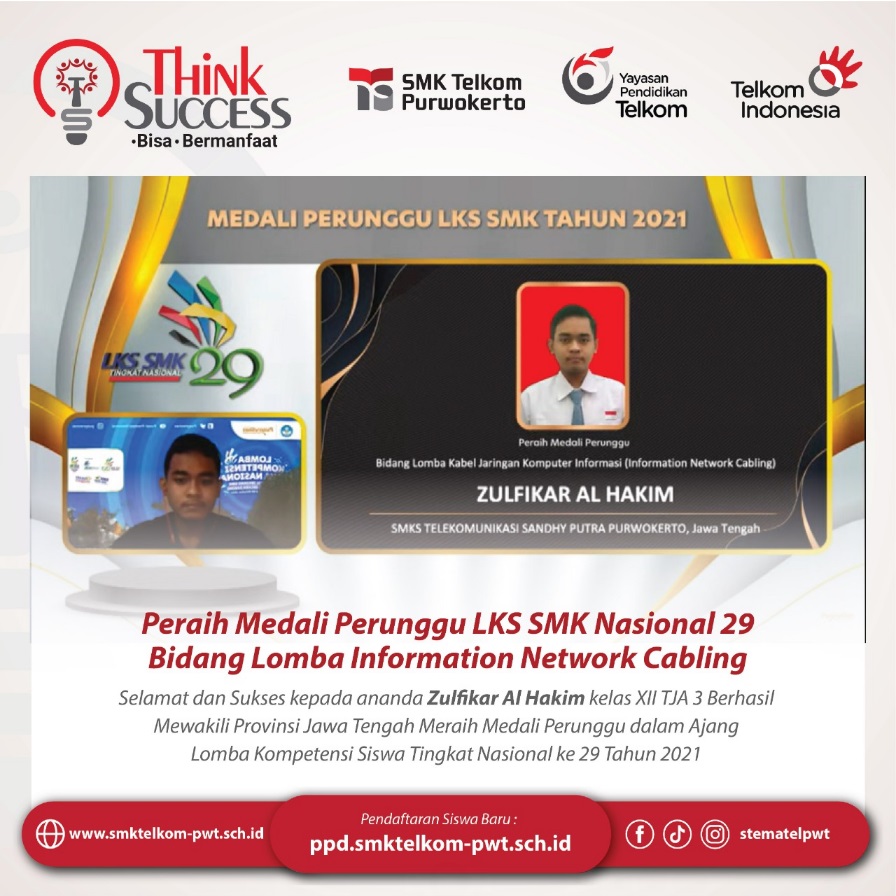 THiNK
SUCCESS
•Bisa•Bermanfaat
SMK Telkom
Purwokerto
Yayasan
Pendidikan
Telkom
Telkom
Indonesia
MEDALI PERUNGGU LKS SMK TAHUN 2021
LKS SMK
TINGKAT NASIONAL
29
LOMBA
KOMPETENSI
Peraih Medali Perunggu
Bidang Lomba Kabel Jaringan Komputer Informasi (Information Network Cabling)
ZULFIKAR AL HAKIM
SMKS TELEKOMUNIKASI SANDHY PUTRA PURWOKERTO, Jawa Tengah
Peraih Medali Perunggu LKS SMK Nasional 29
Bidang Lomba Information Network Cabling
Selamat dan Sukses kepada ananda Zulfikar Al Hakim kelas XII TJA 3 Berhasil
Mewakili Provinsi Jawa Tengah Meraih Medali Perunggu dalam Ajang
Lomba Kompetensi Siswa Tingkat Nasional ke 29 Tahun 2021
www.smktelkom-pwt.sch.id
Pendaftaran Siswa Baru :
ppd.smktelkom-pwt.sch.id
stematelpwt